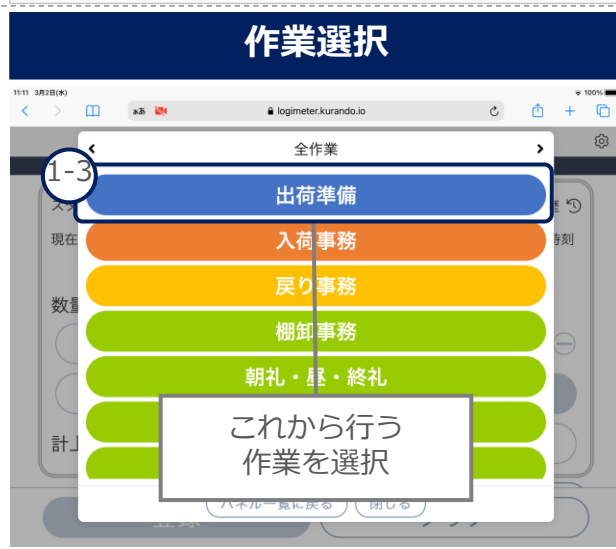 作業選択
11:11 3月2日(水)
100%
ぁあ
logimeter.kurando.io
全作業
1-3
出荷準備
現在
入荷事務
時刻
戻り事務
数量
棚卸事務
朝礼・昼・終礼
これから行う
作業を選択
計上
パネル一覧に戻る
閉じる
登録